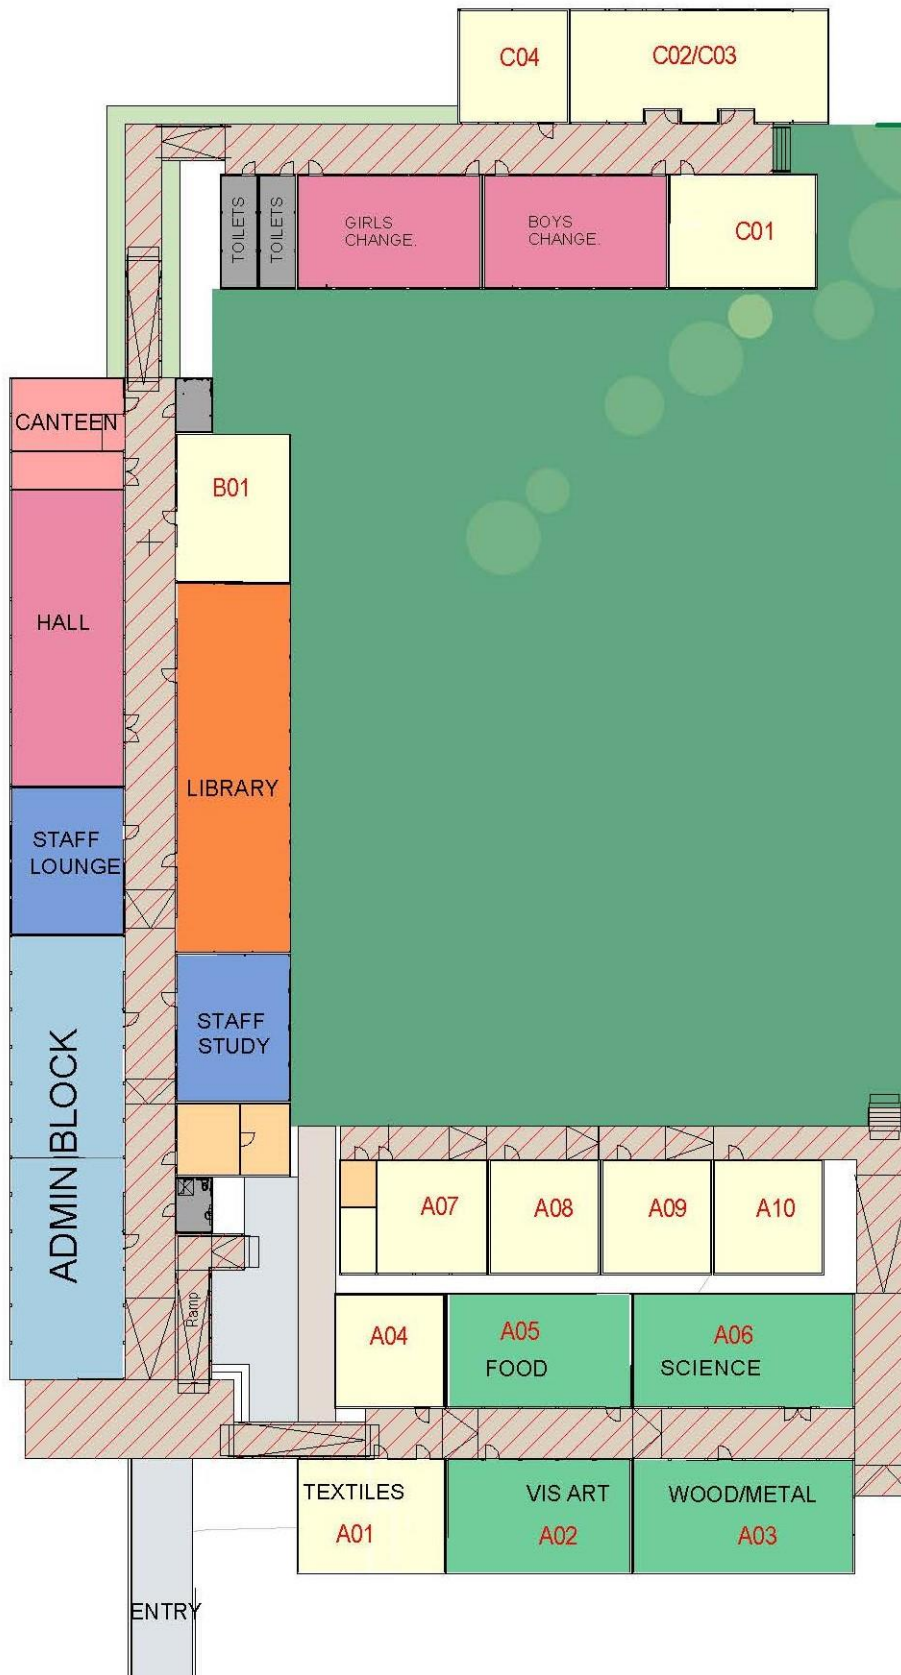 C04
C02/C03
TOILETS
TOILETS
GIRLS
CHANGE.
BOYS
CHANGE.
C01
CANTEEN
B01
HALL
LIBRARY
STAFF
LOUNGE
STAFF
STUDY
ADMIN BLOCK
A07
A08
A09
A10
Ramp
A04
A05
FOOD
A06
SCIENCE
TEXTILES
A01
VIS ART
A02
WOOD/METAL
A03
ENTRY